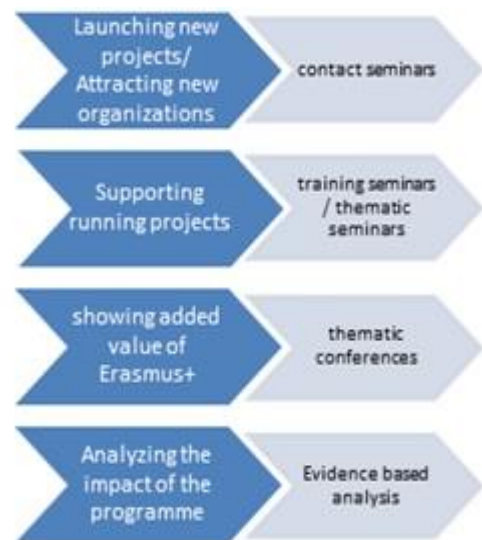 Launching new
projects/
Attracting new
organizations
contact seminars
Supporting
running projects
training seminars
/ thematic
seminars
showing added
value of
Erasmus+
thematic
conferences
Analyzing the
impact of the
programme
Evidence based
analysis